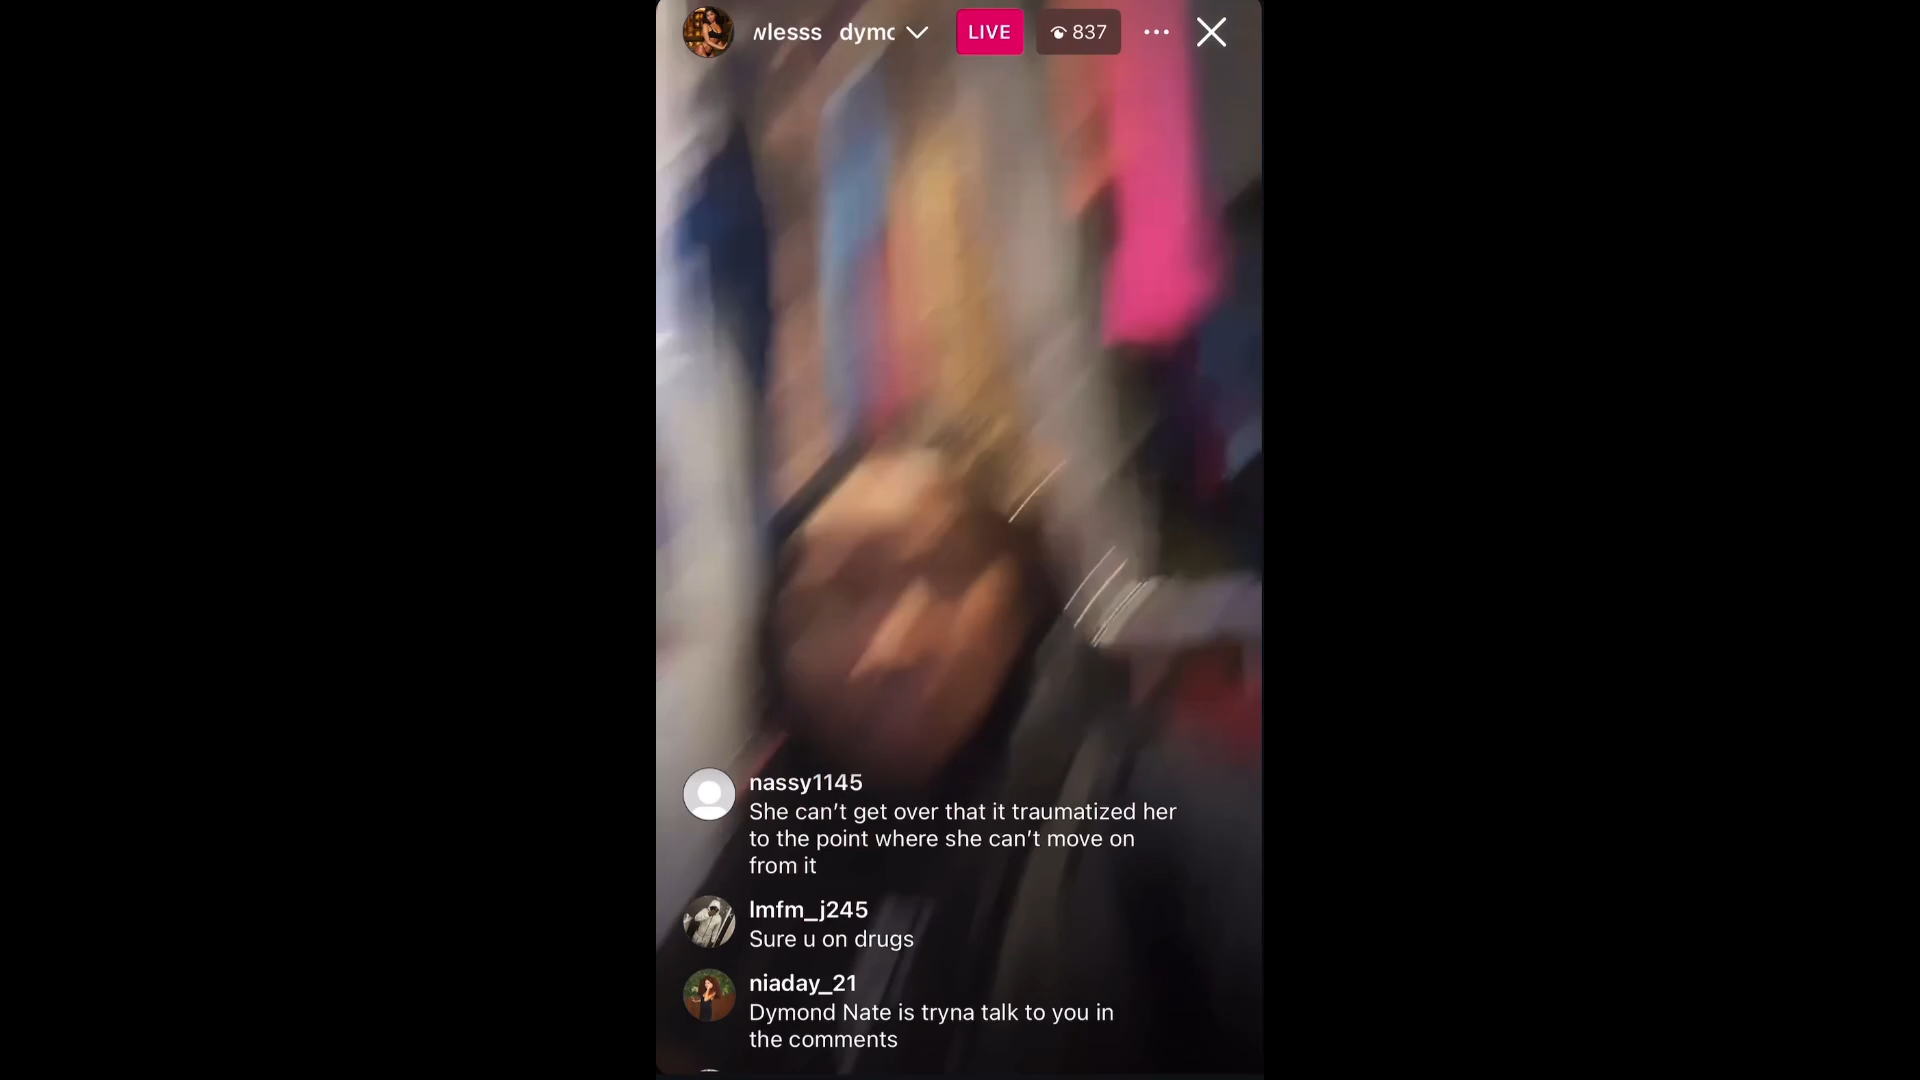 wlesss dymc
LIVE
837
nassy1145
She can’t get over that it traumatized her
to the point where she can’t move on
from it
lmfm_j245
Sure u on drugs
niaday_21
Dymond Nate is tryna talk to you in
the comments